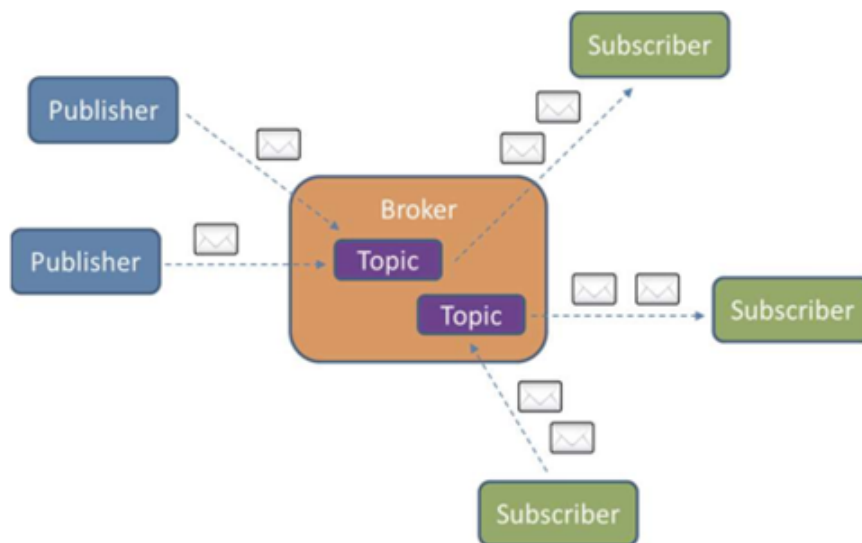 Subscriber
Publisher
Broker
Publisher
Topic
Topic
Subscriber
Subscriber